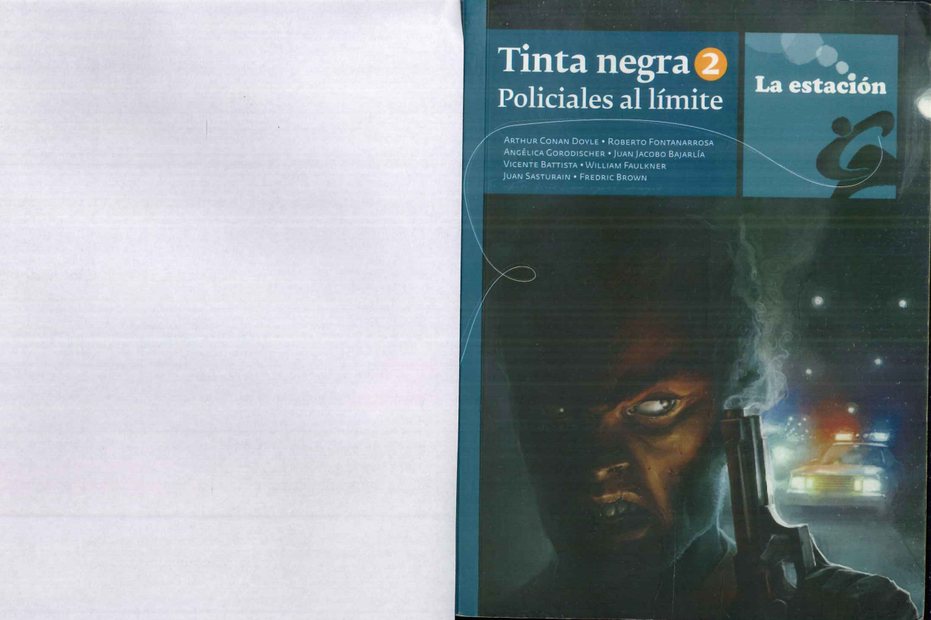 Tinta negra 2
Policiales al límite
La estación
ARTHUR CONAN DOYLE • ROBERTO FONTANARROSA
ANGÉLICA GORODISCHER • JUAN JACOBO BAJARLÍA
VICENTE BATTISTA • WILLIAM FAULKNER
JUAN SASTURAIN • FREDRIC BROWN